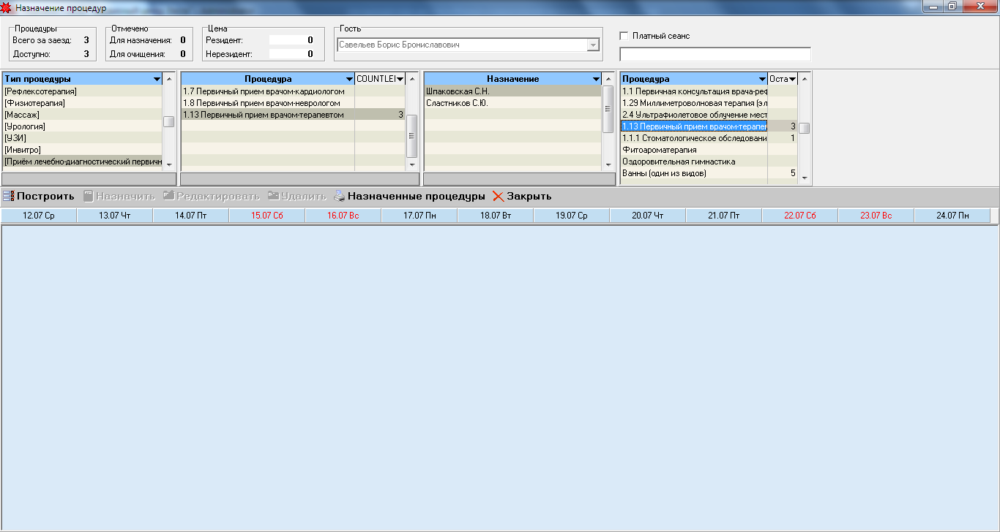 Назначение процедур
Процедуры
Всего за заезд: 3
Доступно: 3
Отмечено
Для назначения: 0
Для очищения: 0
Цена
Резидент: 0
Нерезидент: 0
Гость
Савельев Борис Брониславович
Платный сеанс
Тип процедуры
[Рефлексотерапия]
[Физиотерапия]
[Массаж]
[Урология]
[УЗИ]
[Инвитро]
[Приём лечебно-диагностический первичн
Процедура COUNTLEI
1.7 Первичный прием врачом-кардиологом
1.8 Первичный прием врачом-неврологом
1.13 Первичный прием врачом-терапевтом 3
Назначение
Шпаковская С.Н.
Сластников С.Ю.
Процедура Оста
1.1 Первичная консультация врача-реф
1.29 Миллиметроволновая терапия (эл
2.4 Ультрафиолетовое облучение мест
1.13 Первичный прием врачом-терапев 3
1.1.1 Стоматологическое обследовани 1
Фитоароматерапия
Оздоровительная гимнастика
Ванны (один из видов) 5
Построить Назначить Редактировать Удалить Назначенные процедуры Закрыть
12.07 Ср 13.07 Чт 14.07 Пт 15.07 Сб 16.07 Вс 17.07 Пн 18.07 Вт 19.07 Ср 20.07 Чт 21.07 Пт 22.07 Сб 23.07 Вс 24.07 Пн